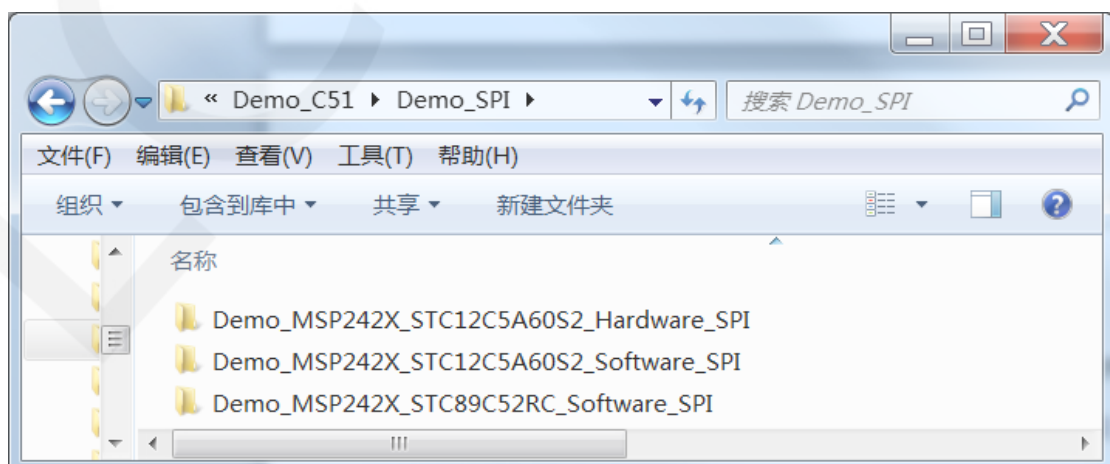 « Demo_C51 ▸ Demo_SPI ▸ 搜索 Demo_SPI
文件(F) 编辑(E) 查看(V) 工具(T) 帮助(H)
组织 包含到库中 共享 新建文件夹
名称
Demo_MSP242X_STC12C5A60S2_Hardware_SPI
Demo_MSP242X_STC12C5A60S2_Software_SPI
Demo_MSP242X_STC89C52RC_Software_SPI